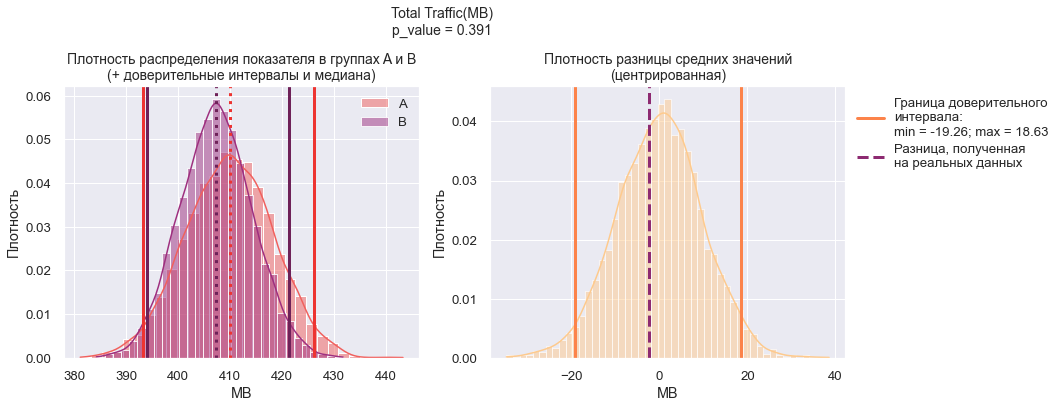 Total Traffic(MB)
p_value = 0.391
Плотность распределения показателя в группах A и B
(+ доверительные интервалы и медиана)
0.06
0.05
0.04
0.03
0.02
0.01
0.00
Плотность
380
390
400
410
420
430
440
MB
A
B
Плотность разницы средних значений
(центрированная)
0.04
0.03
0.02
0.01
0.00
Плотность
−20
0
20
40
MB
Граница доверительного
интервала:
min = -19.26; max = 18.63
Разница, полученная
на реальных данных